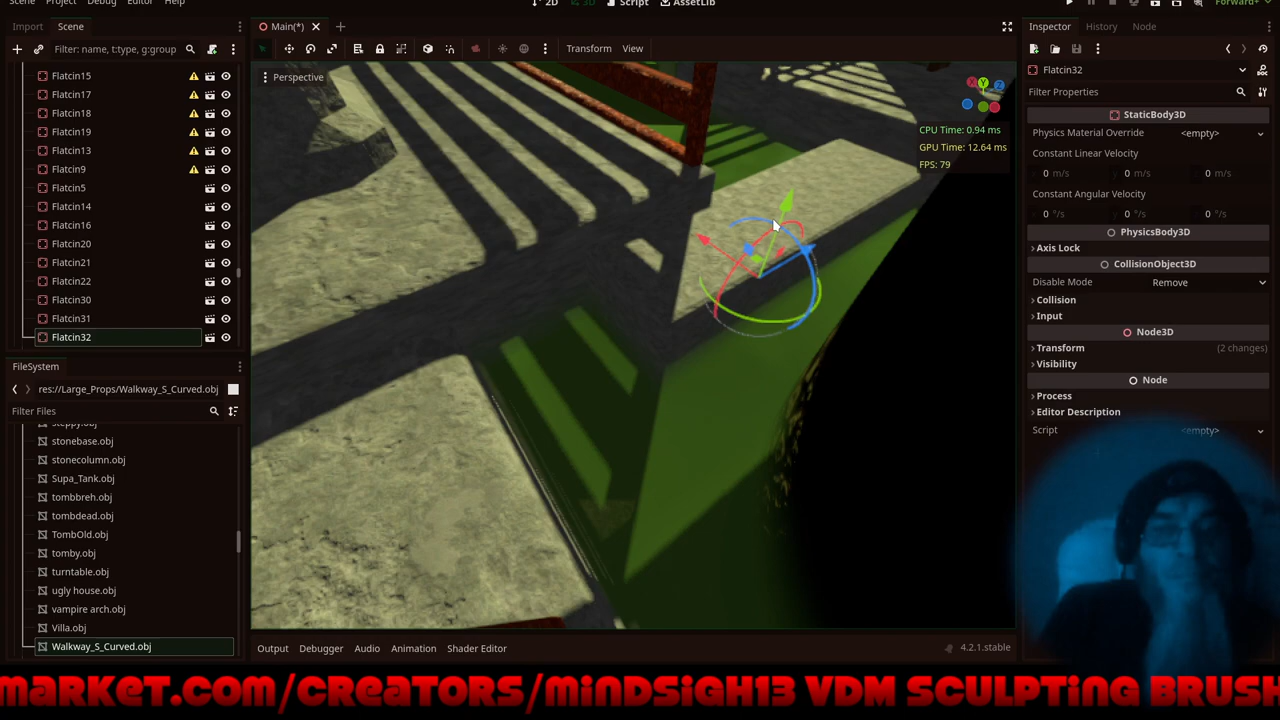 Scene Project Debug Editor Help
2D 3D Script AssetLib
Forward+
Import Scene
Filter: name, t:type, g:group
Flatcin15
Flatcin17
Flatcin18
Flatcin19
Flatcin13
Flatcin9
Flatcin5
Flatcin14
Flatcin16
Flatcin20
Flatcin21
Flatcin22
Flatcin30
Flatcin31
Flatcin32
FileSystem
res://Large_Props/Walkway_S_Curved.obj
Filter Files
steppy.obj
stonebase.obj
stonecolumn.obj
Supa_Tank.obj
tombbreh.obj
tombdead.obj
TombOld.obj
tomby.obj
turntable.obj
ugly house.obj
vampire arch.obj
Villa.obj
Walkway_S_Curved.obj
Main(*)
Transform View
Perspective
X Y Z
CPU Time: 0.94 ms
GPU Time: 12.64 ms
FPS: 79
Output Debugger Audio Animation Shader Editor
4.2.1.stable
Inspector History Node
Flatcin32
Filter Properties
StaticBody3D
Physics Material Override <empty>
Constant Linear Velocity
0 m/s 0 m/s 0 m/s
Constant Angular Velocity
0 °/s 0 °/s 0 °/s
PhysicsBody3D
Axis Lock
CollisionObject3D
Disable Mode Remove
Collision
Input
Node3D
Transform (2 changes)
Visibility
Node
Process
Editor Description
Script <empty>
market.com/creators/mindsigh13 VDM SCULPTING BRUSH